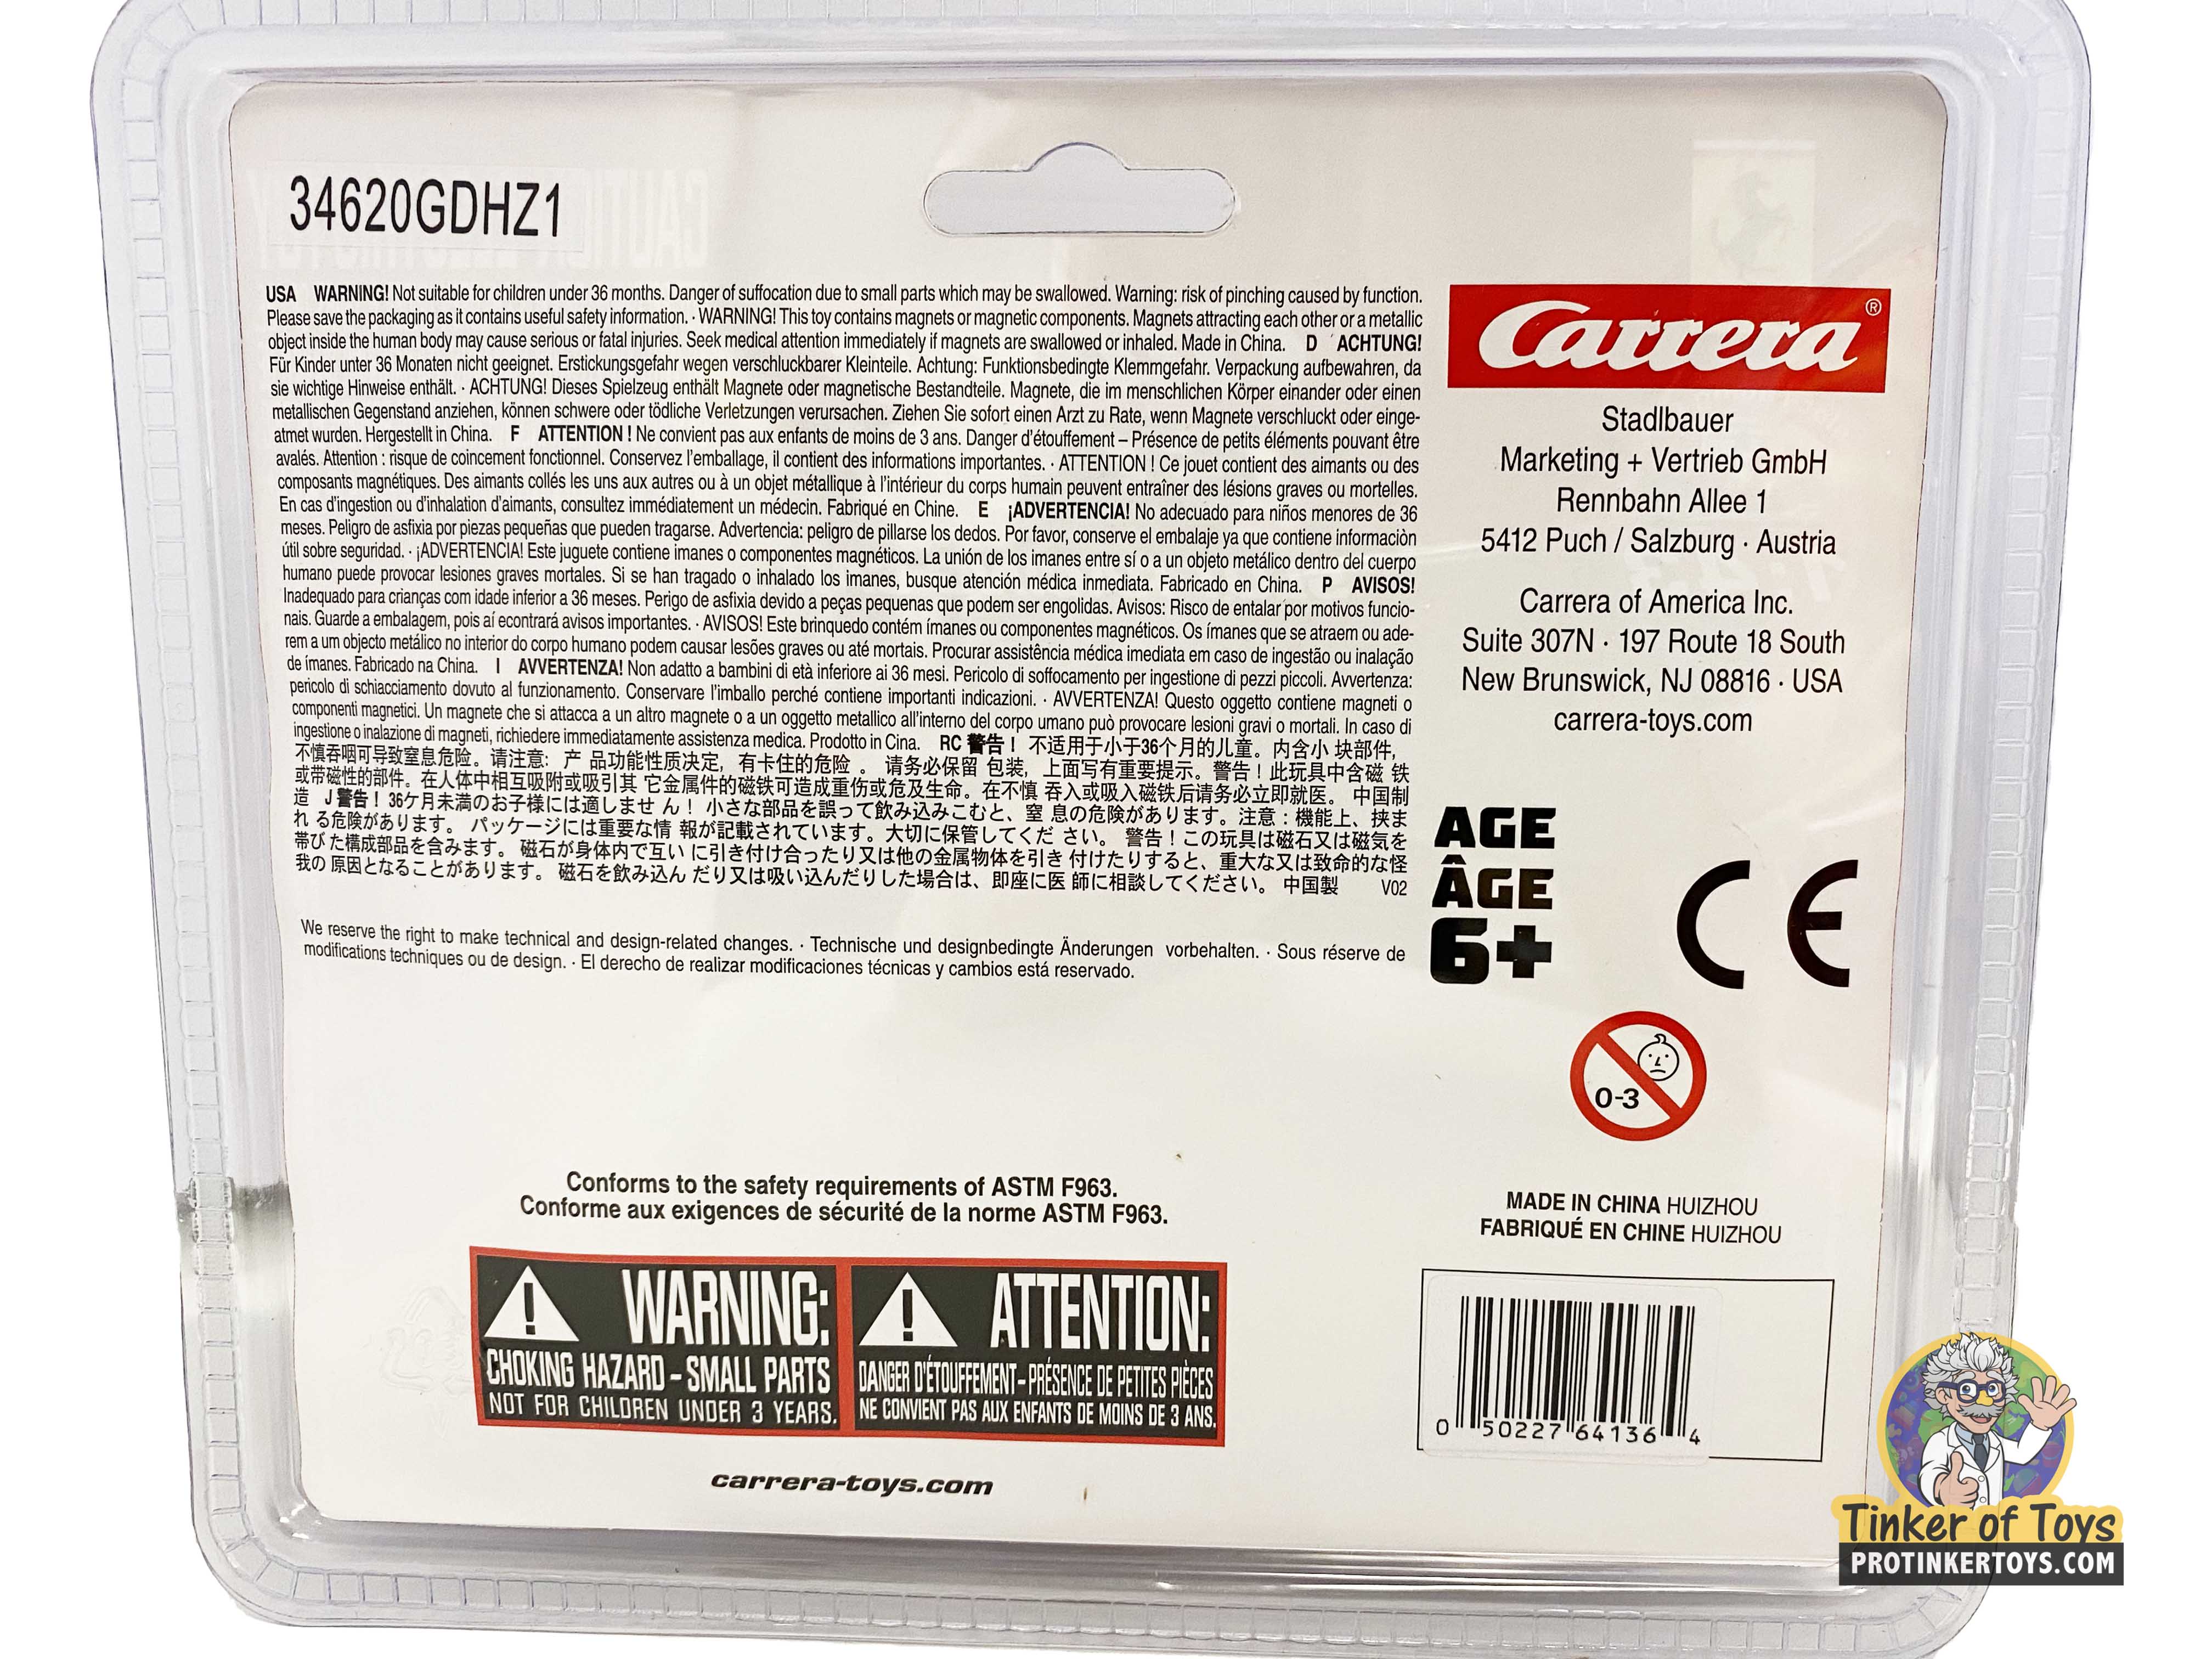 34620GDHZ1
USA WARNING! Not suitable for children under 36 months. Danger of suffocation due to small parts which may be swallowed. Warning: risk of pinching caused by function.
Please save the packaging as it contains useful safety information. · WARNING! This toy contains magnets or magnetic components. Magnets attracting each other or a metallic
object inside the human body may cause serious or fatal injuries. Seek medical attention immediately if magnets are swallowed or inhaled. Made in China. D ACHTUNG!
Für Kinder unter 36 Monaten nicht geeignet. Erstickungsgefahr wegen verschluckbarer Kleinteile. Achtung: Funktionsbedingte Klemmgefahr. Verpackung aufbewahren, da
sie wichtige Hinweise enthält. · ACHTUNG! Dieses Spielzeug enthält Magnete oder magnetische Bestandteile. Magnete, die im menschlichen Körper einander oder einen
metallischen Gegenstand anziehen, können schwere oder tödliche Verletzungen verursachen. Ziehen Sie sofort einen Arzt zu Rate, wenn Magnete verschluckt oder einge-
atmet wurden. Hergestellt in China. F ATTENTION ! Ne convient pas aux enfants de moins de 3 ans. Danger d'étouffement – Présence de petits éléments pouvant être
avalés. Attention : risque de coincement fonctionnel. Conservez l'emballage, il contient des informations importantes. · ATTENTION ! Ce jouet contient des aimants ou des
composants magnétiques. Des aimants collés les uns aux autres ou à un objet métallique à l'intérieur du corps humain peuvent entraîner des lésions graves ou mortelles.
En cas d'ingestion ou d'inhalation d'aimants, consultez immédiatement un médecin. Fabriqué en Chine. E ¡ADVERTENCIA! No adecuado para niños menores de 36
meses. Peligro de asfixia por piezas pequeñas que pueden tragarse. Advertencia: peligro de pillarse los dedos. Por favor, conserve el embalaje ya que contiene informaciòn
útil sobre seguridad. · ¡ADVERTENCIA! Este juguete contiene imanes o componentes magnéticos. La unión de los imanes entre sí o a un objeto metálico dentro del cuerpo
humano puede provocar lesiones graves mortales. Si se han tragado o inhalado los imanes, busque atención médica inmediata. Fabricado en China. P AVISOS!
Inadequado para crianças com idade inferior a 36 meses. Perigo de asfixia devido a peças pequenas que podem ser engolidas. Avisos: Risco de entalar por motivos funcio-
nais. Guarde a embalagem, pois aí econtrará avisos importantes. · AVISOS! Este brinquedo contém ímanes ou componentes magnéticos. Os ímanes que se atraem ou ade-
rem a um objecto metálico no interior do corpo humano podem causar lesões graves ou até mortais. Procurar assistência médica imediata em caso de ingestão ou inalação
de ímanes. Fabricado na China. I AVVERTENZA! Non adatto a bambini di età inferiore ai 36 mesi. Pericolo di soffocamento per ingestione di pezzi piccoli. Avvertenza:
pericolo di schiacciamento dovuto al funzionamento. Conservare l'imballo perché contiene importanti indicazioni. · AVVERTENZA! Questo oggetto contiene magneti o
componenti magnetici. Un magnete che si attacca a un altro magnete o a un oggetto metallico all'interno del corpo umano può provocare lesioni gravi o mortali. In caso di
ingestione o inalazione di magneti, richiedere immediatamente assistenza medica. Prodotto in Cina. RC 警告！ 不适用于小于36个月的儿童。内含小 块部件,
不慎吞咽可导致窒息危险。请注意: 产 品功能性质决定, 有卡住的危险 。 请务必保留 包装, 上面写有重要提示。警告！此玩具中含磁 铁
或带磁性的部件。在人体中相互吸附或吸引其 它金属件的磁铁可造成重伤或危及生命。在不慎 吞入或吸入磁铁后请务必立即就医。 中国制
造 J 警告！ 36ケ月未満のお子様には適しませ ん！ 小さな部品を誤って飲み込みこむと、窒 息の危険があります。注意：機能上、挟ま
れ る危険があります。 パッケージには重要な情 報が記載されています。大切に保管してくだ さい。 警告！この玩具は磁石又は磁気を
帯びた構成部品を含みます。 磁石が身体内で互い に引き付け合ったり又は他の金属物体を引き 付けたりすると、重大な又は致命的な怪
我の 原因となることがあります。 磁石を飲み込ん だり又は吸い込んだりした場合は、即座に医 師に相談してください。 中国製 V02
We reserve the right to make technical and design-related changes. · Technische und designbedingte Änderungen vorbehalten. · Sous réserve de
modifications techniques ou de design. · El derecho de realizar modificaciones técnicas y cambios está reservado.
Carrera®
Stadlbauer
Marketing + Vertrieb GmbH
Rennbahn Allee 1
5412 Puch / Salzburg · Austria
Carrera of America Inc.
Suite 307N · 197 Route 18 South
New Brunswick, NJ 08816 · USA
carrera-toys.com
AGE
ÂGE
6+
CE
0-3
Conforms to the safety requirements of ASTM F963.
Conforme aux exigences de sécurité de la norme ASTM F963.
MADE IN CHINA HUIZHOU
FABRIQUÉ EN CHINE HUIZHOU
WARNING:
CHOKING HAZARD – SMALL PARTS
NOT FOR CHILDREN UNDER 3 YEARS.
ATTENTION:
DANGER D'ÉTOUFFEMENT – PRÉSENCE DE PETITES PIÈCES
NE CONVIENT PAS AUX ENFANTS DE MOINS DE 3 ANS.
carrera-toys.com
0 50227 64136 4
Tinker of Toys
PROTINKERTOYS.COM